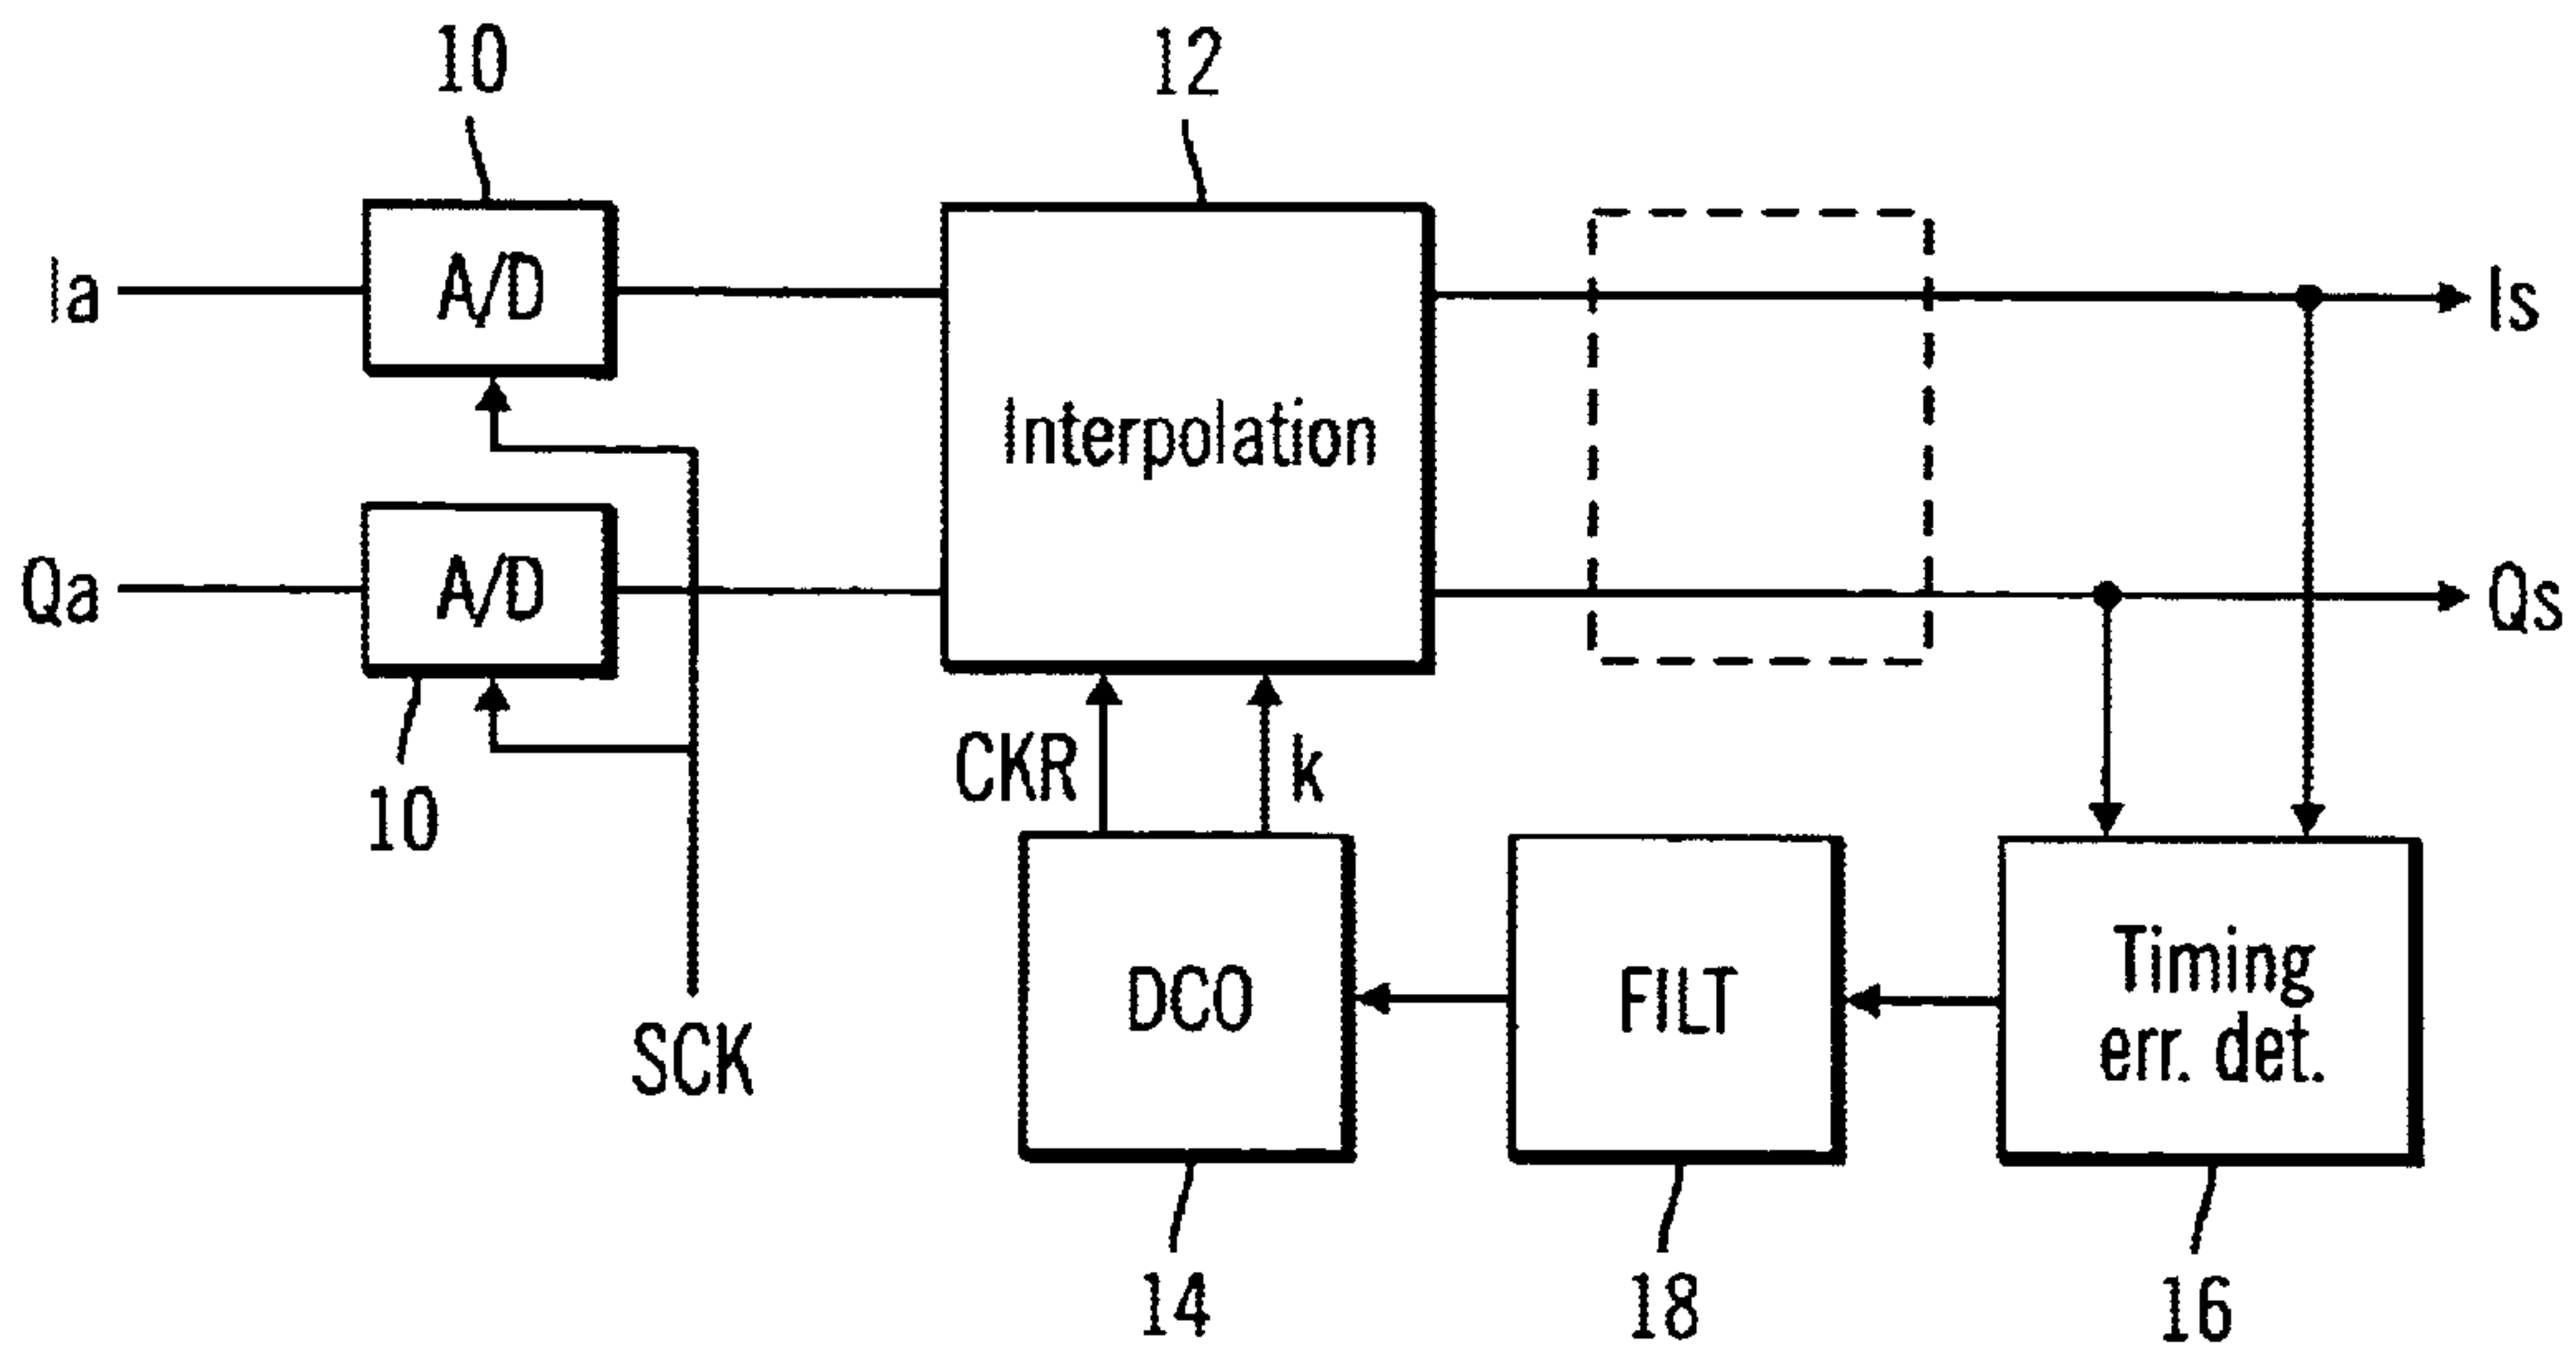 10
12
Ia
A/D
Is
Interpolation
Qa
A/D
Qs
CKR
k
10
SCK
DCO
FILT
Timing
err. det.
14
18
16